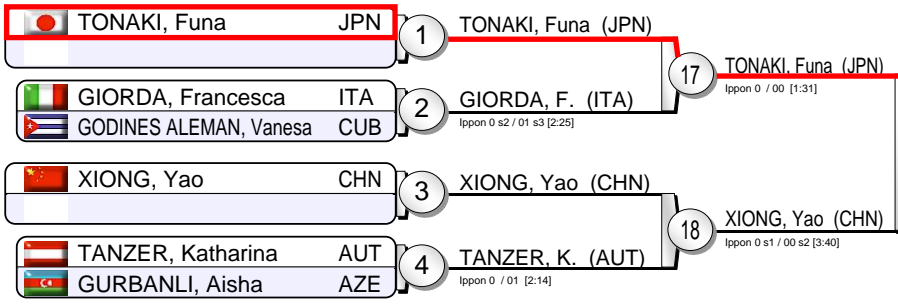 TONAKI, Funa JPN
1
TONAKI, Funa (JPN)
GIORDA, Francesca ITA
GODINES ALEMAN, Vanesa CUB
2
GIORDA, F. (ITA)
Ippon 0 s2 / 01 s3 [2:25]
17
TONAKI, Funa (JPN)
Ippon 0 / 00 [1:31]
XIONG, Yao CHN
3
XIONG, Yao (CHN)
TANZER, Katharina AUT
GURBANLI, Aisha AZE
4
TANZER, K. (AUT)
Ippon 0 / 01 [2:14]
18
XIONG, Yao (CHN)
Ippon 0 s1 / 00 s2 [3:40]